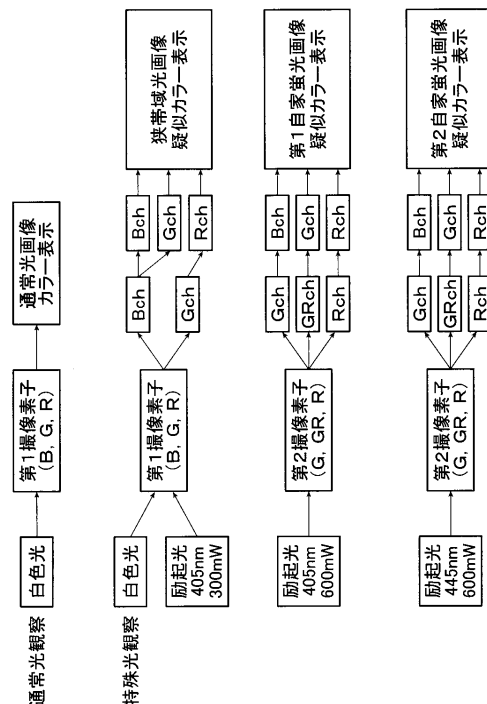 通常光観察
白色光
第1撮像素子
(B, G, R)
通常光画像
カラー表示
特殊光観察
白色光
励起光
405nm
300mW
第1撮像素子
(B, G, R)
Bch
Gch
Bch
Gch
Rch
狭帯域光画像
疑似カラー表示
励起光
405nm
600mW
第2撮像素子
(G, GR, R)
Gch
GRch
Rch
Bch
Gch
Rch
第1自家蛍光画像
疑似カラー表示
励起光
445nm
600mW
第2撮像素子
(G, GR, R)
Gch
GRch
Rch
Bch
Gch
Rch
第2自家蛍光画像
疑似カラー表示